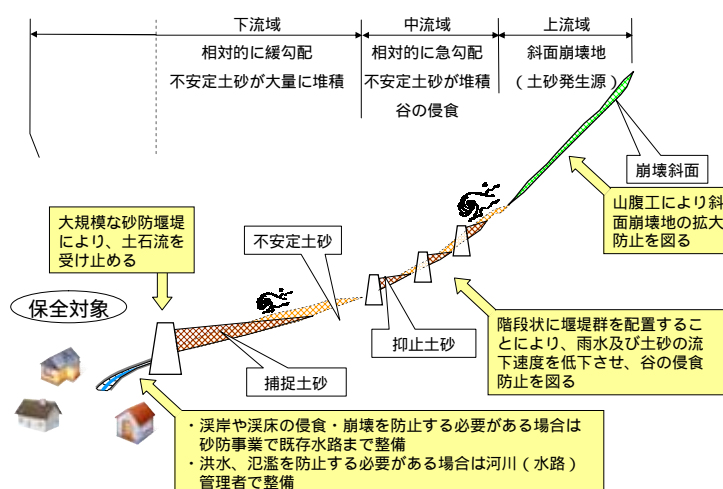 下流域
中流域
上流域
相対的に緩勾配
不安定土砂が大量に堆積
相対的に急勾配
不安定土砂が堆積
谷の侵食
斜面崩壊地
(土砂発生源)
崩壊斜面
山腹工により斜
面崩壊地の拡大
防止を図る
大規模な砂防堰堤
により、土石流を
受け止める
不安定土砂
保全対象
抑止土砂
階段状に堰堤群を配置するこ
とにより、雨水及び土砂の流
下速度を低下させ、谷の侵食
防止を図る
捕捉土砂
・渓岸や渓床の侵食・崩壊を防止する必要がある場合は
砂防事業で既存水路まで整備
・洪水、氾濫を防止する必要がある場合は河川(水路)
管理者で整備